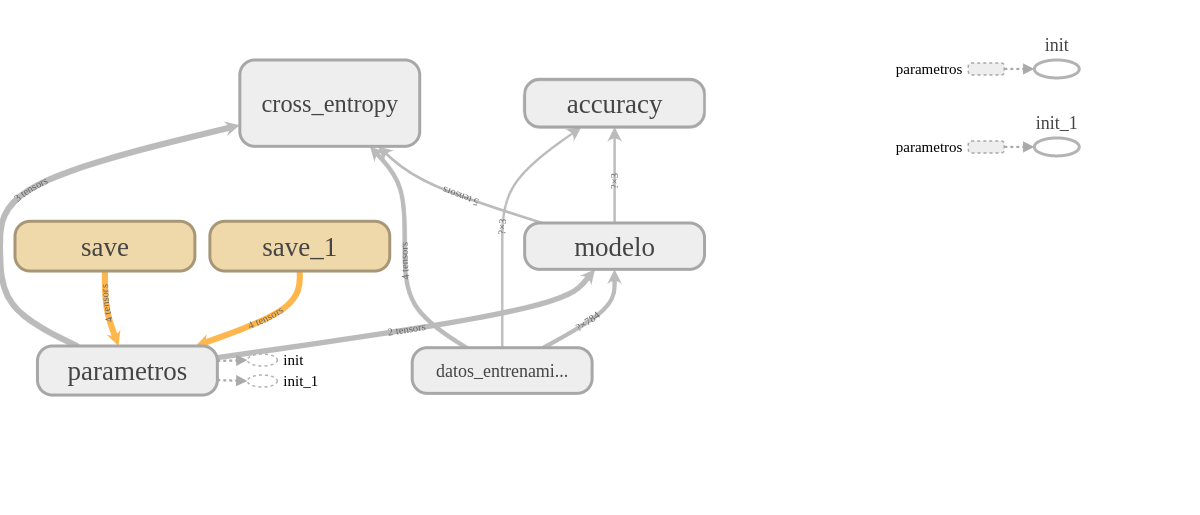 init
parametros
init_1
parametros
cross_entropy
accuracy
3 tensors
5 tensors
?×3
?×3
save
save_1
modelo
4 tensors
4 tensors
4 tensors
2 tensors
?×784
parametros
init
init_1
datos_entrenami...